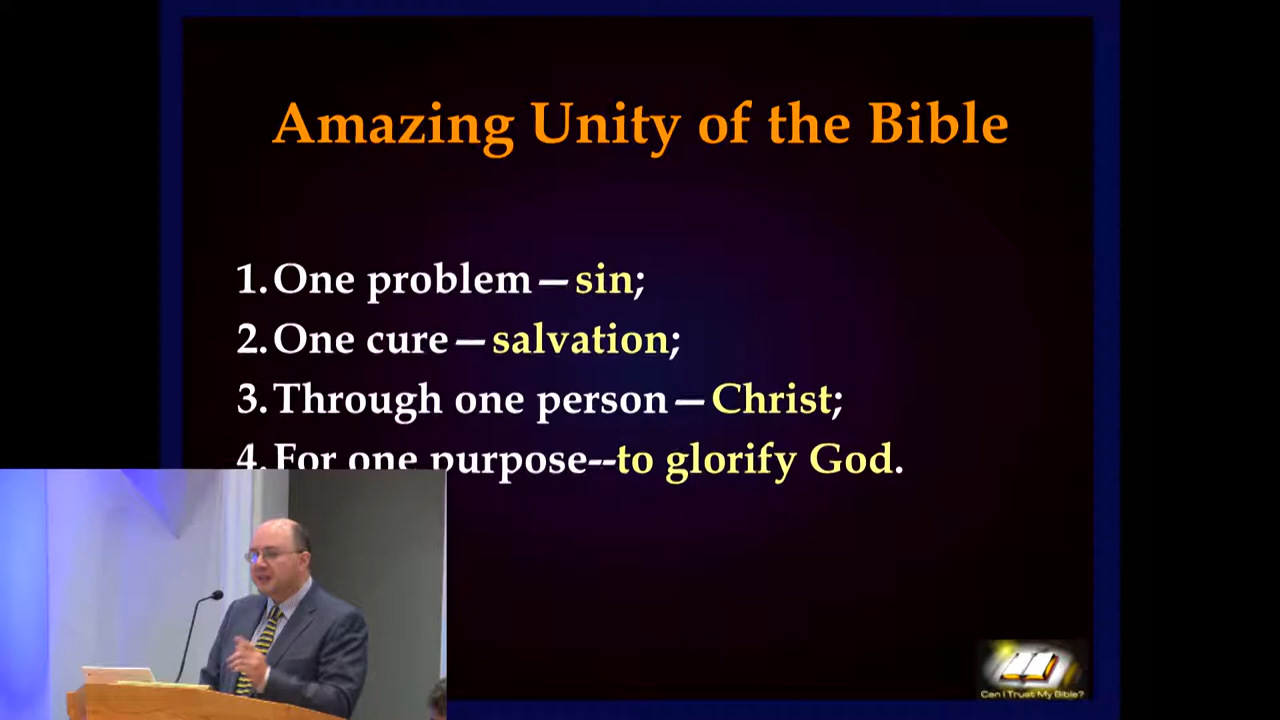 Amazing Unity of the Bible
1. One problem—sin;
2. One cure—salvation;
3. Through one person—Christ;
4. For one purpose--to glorify God.
Can I Trust My Bible?